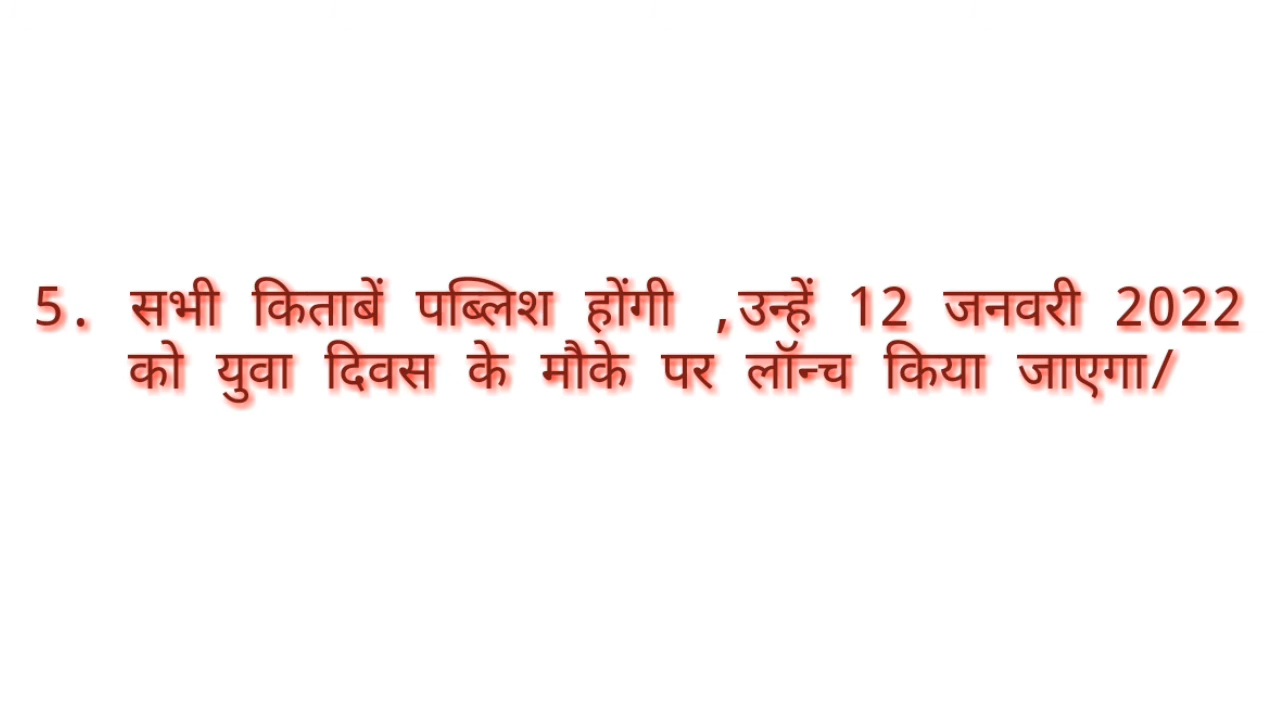 5. सभी किताबें पब्लिश होंगी ,उन्हें 12 जनवरी 2022
को युवा दिवस के मौके पर लॉन्च किया जाएगा/